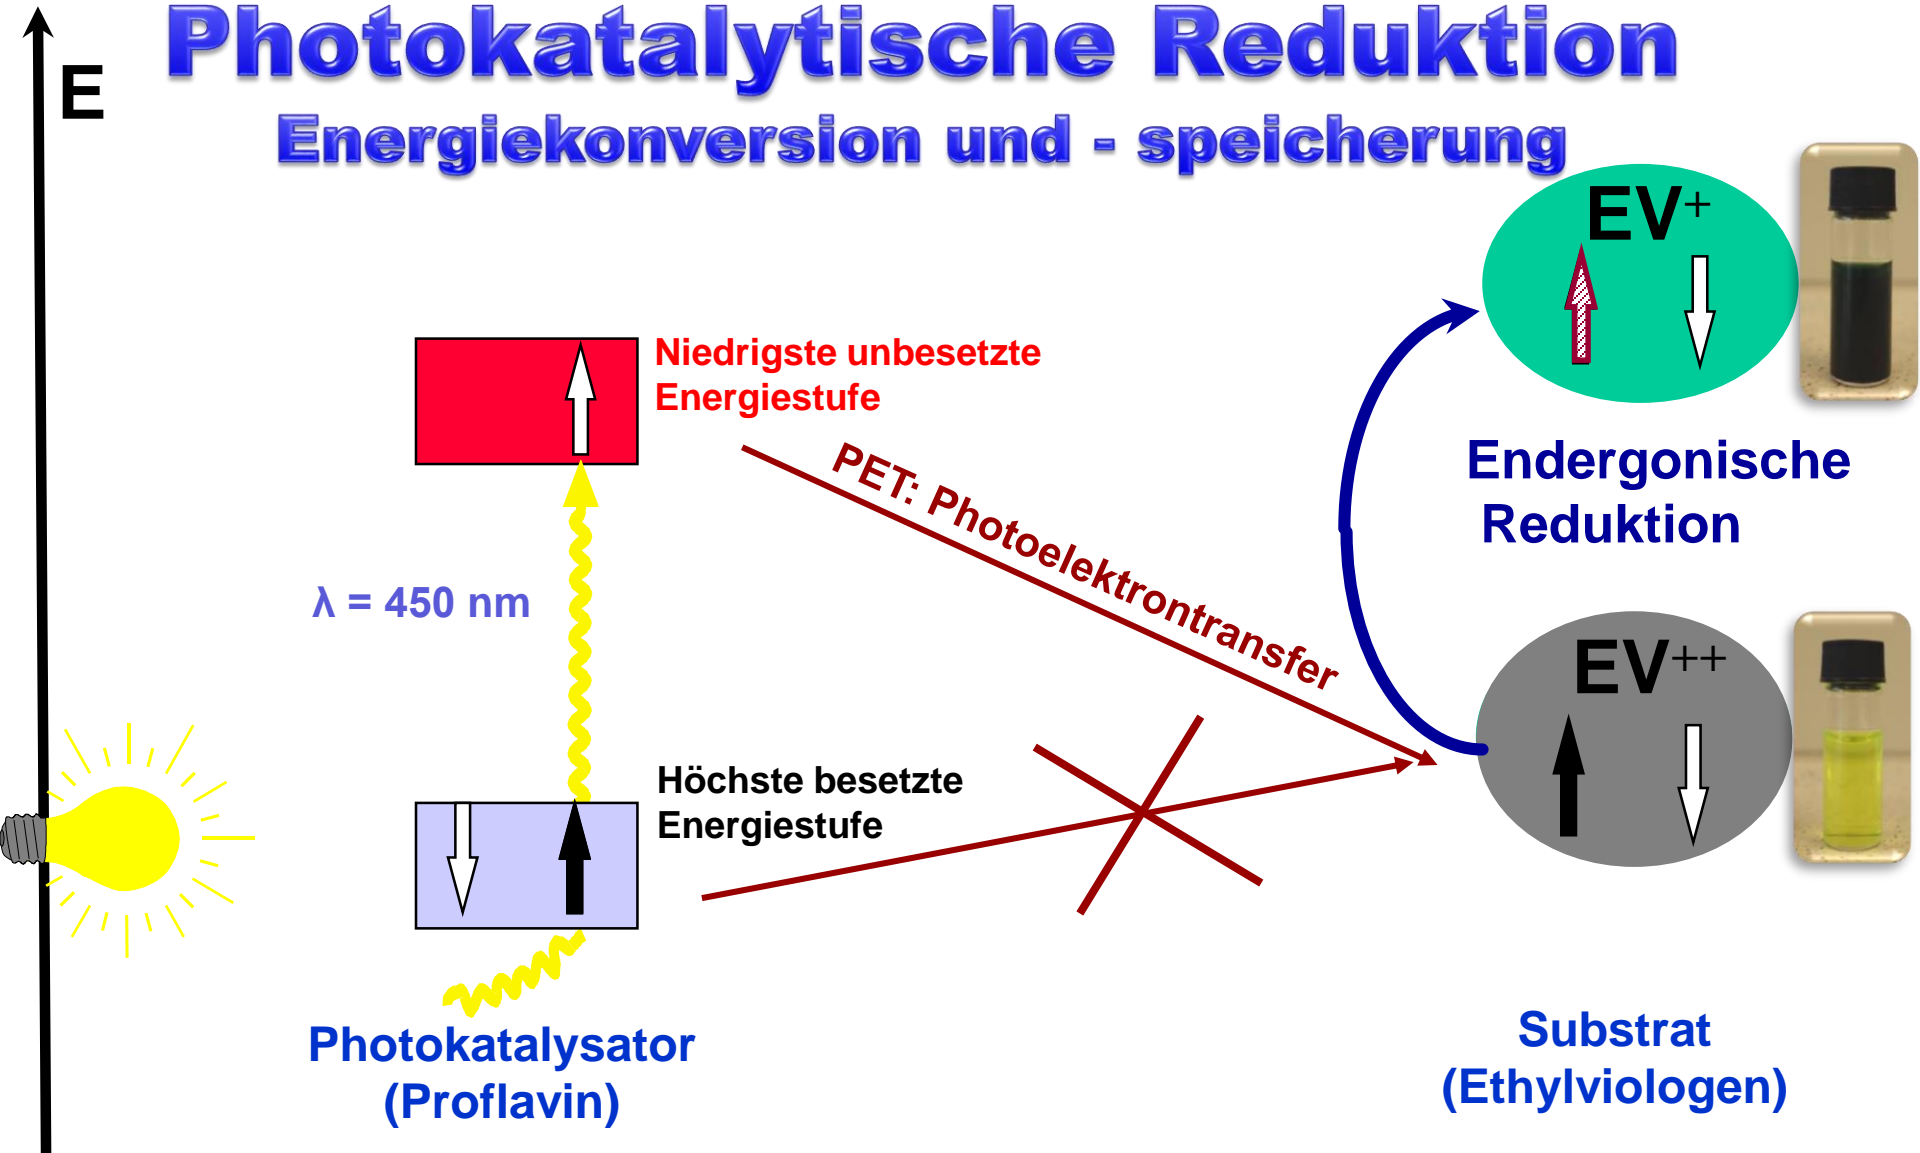 Photokatalytische Reduktion
E
Energiekonversion und - speicherung
EV+
Niedrigste unbesetzte
Energiestufe
PET: Photoelektrontransfer
Endergonische
Reduktion
λ = 450 nm
EV++
Höchste besetzte
Energiestufe
Photokatalysator
(Proflavin)
Substrat
(Ethylviologen)